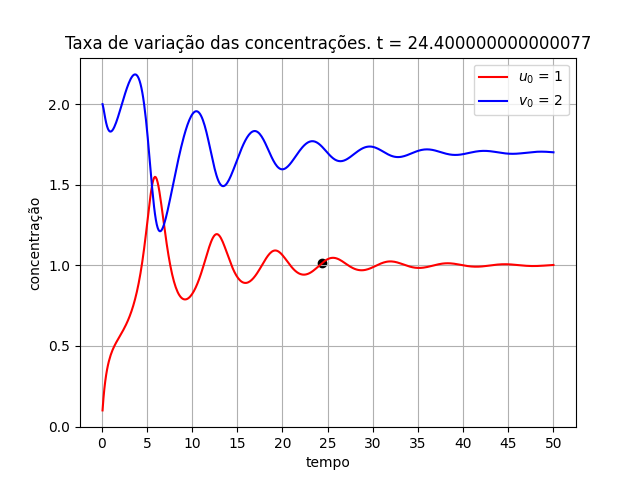 Taxa de variação das concentrações. t = 24.400000000000077
u₀ = 1
v₀ = 2
concentração
2.0
1.5
1.0
0.5
0.0
0 5 10 15 20 25 30 35 40 45 50
tempo